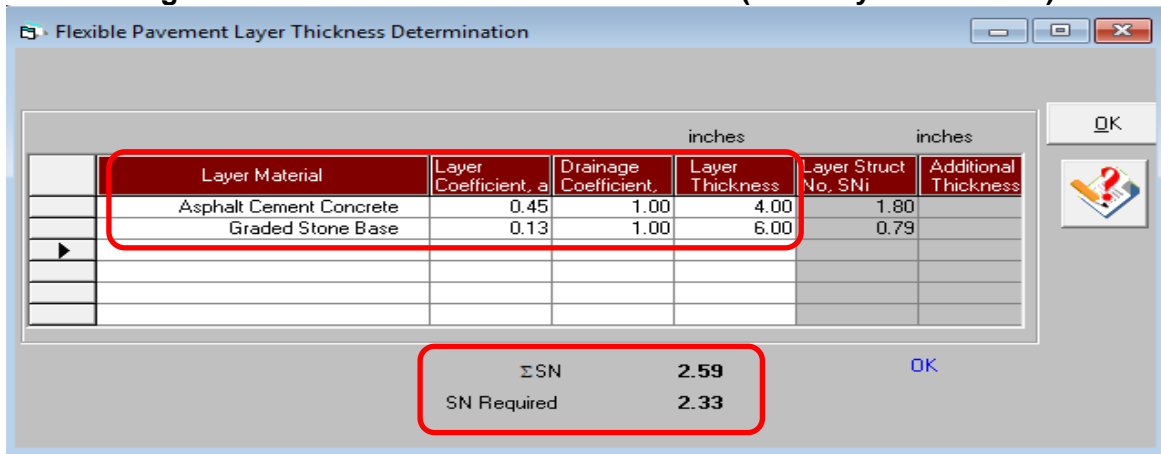 Flexible Pavement Layer Thickness Determination
inches inches
OK
Layer Material Layer Coefficient, a Drainage Coefficient, Layer Thickness Layer Struct No, SNi Additional Thickness
Asphalt Cement Concrete 0.45 1.00 4.00 1.80
Graded Stone Base 0.13 1.00 6.00 0.79
ΣSN 2.59 OK
SN Required 2.33